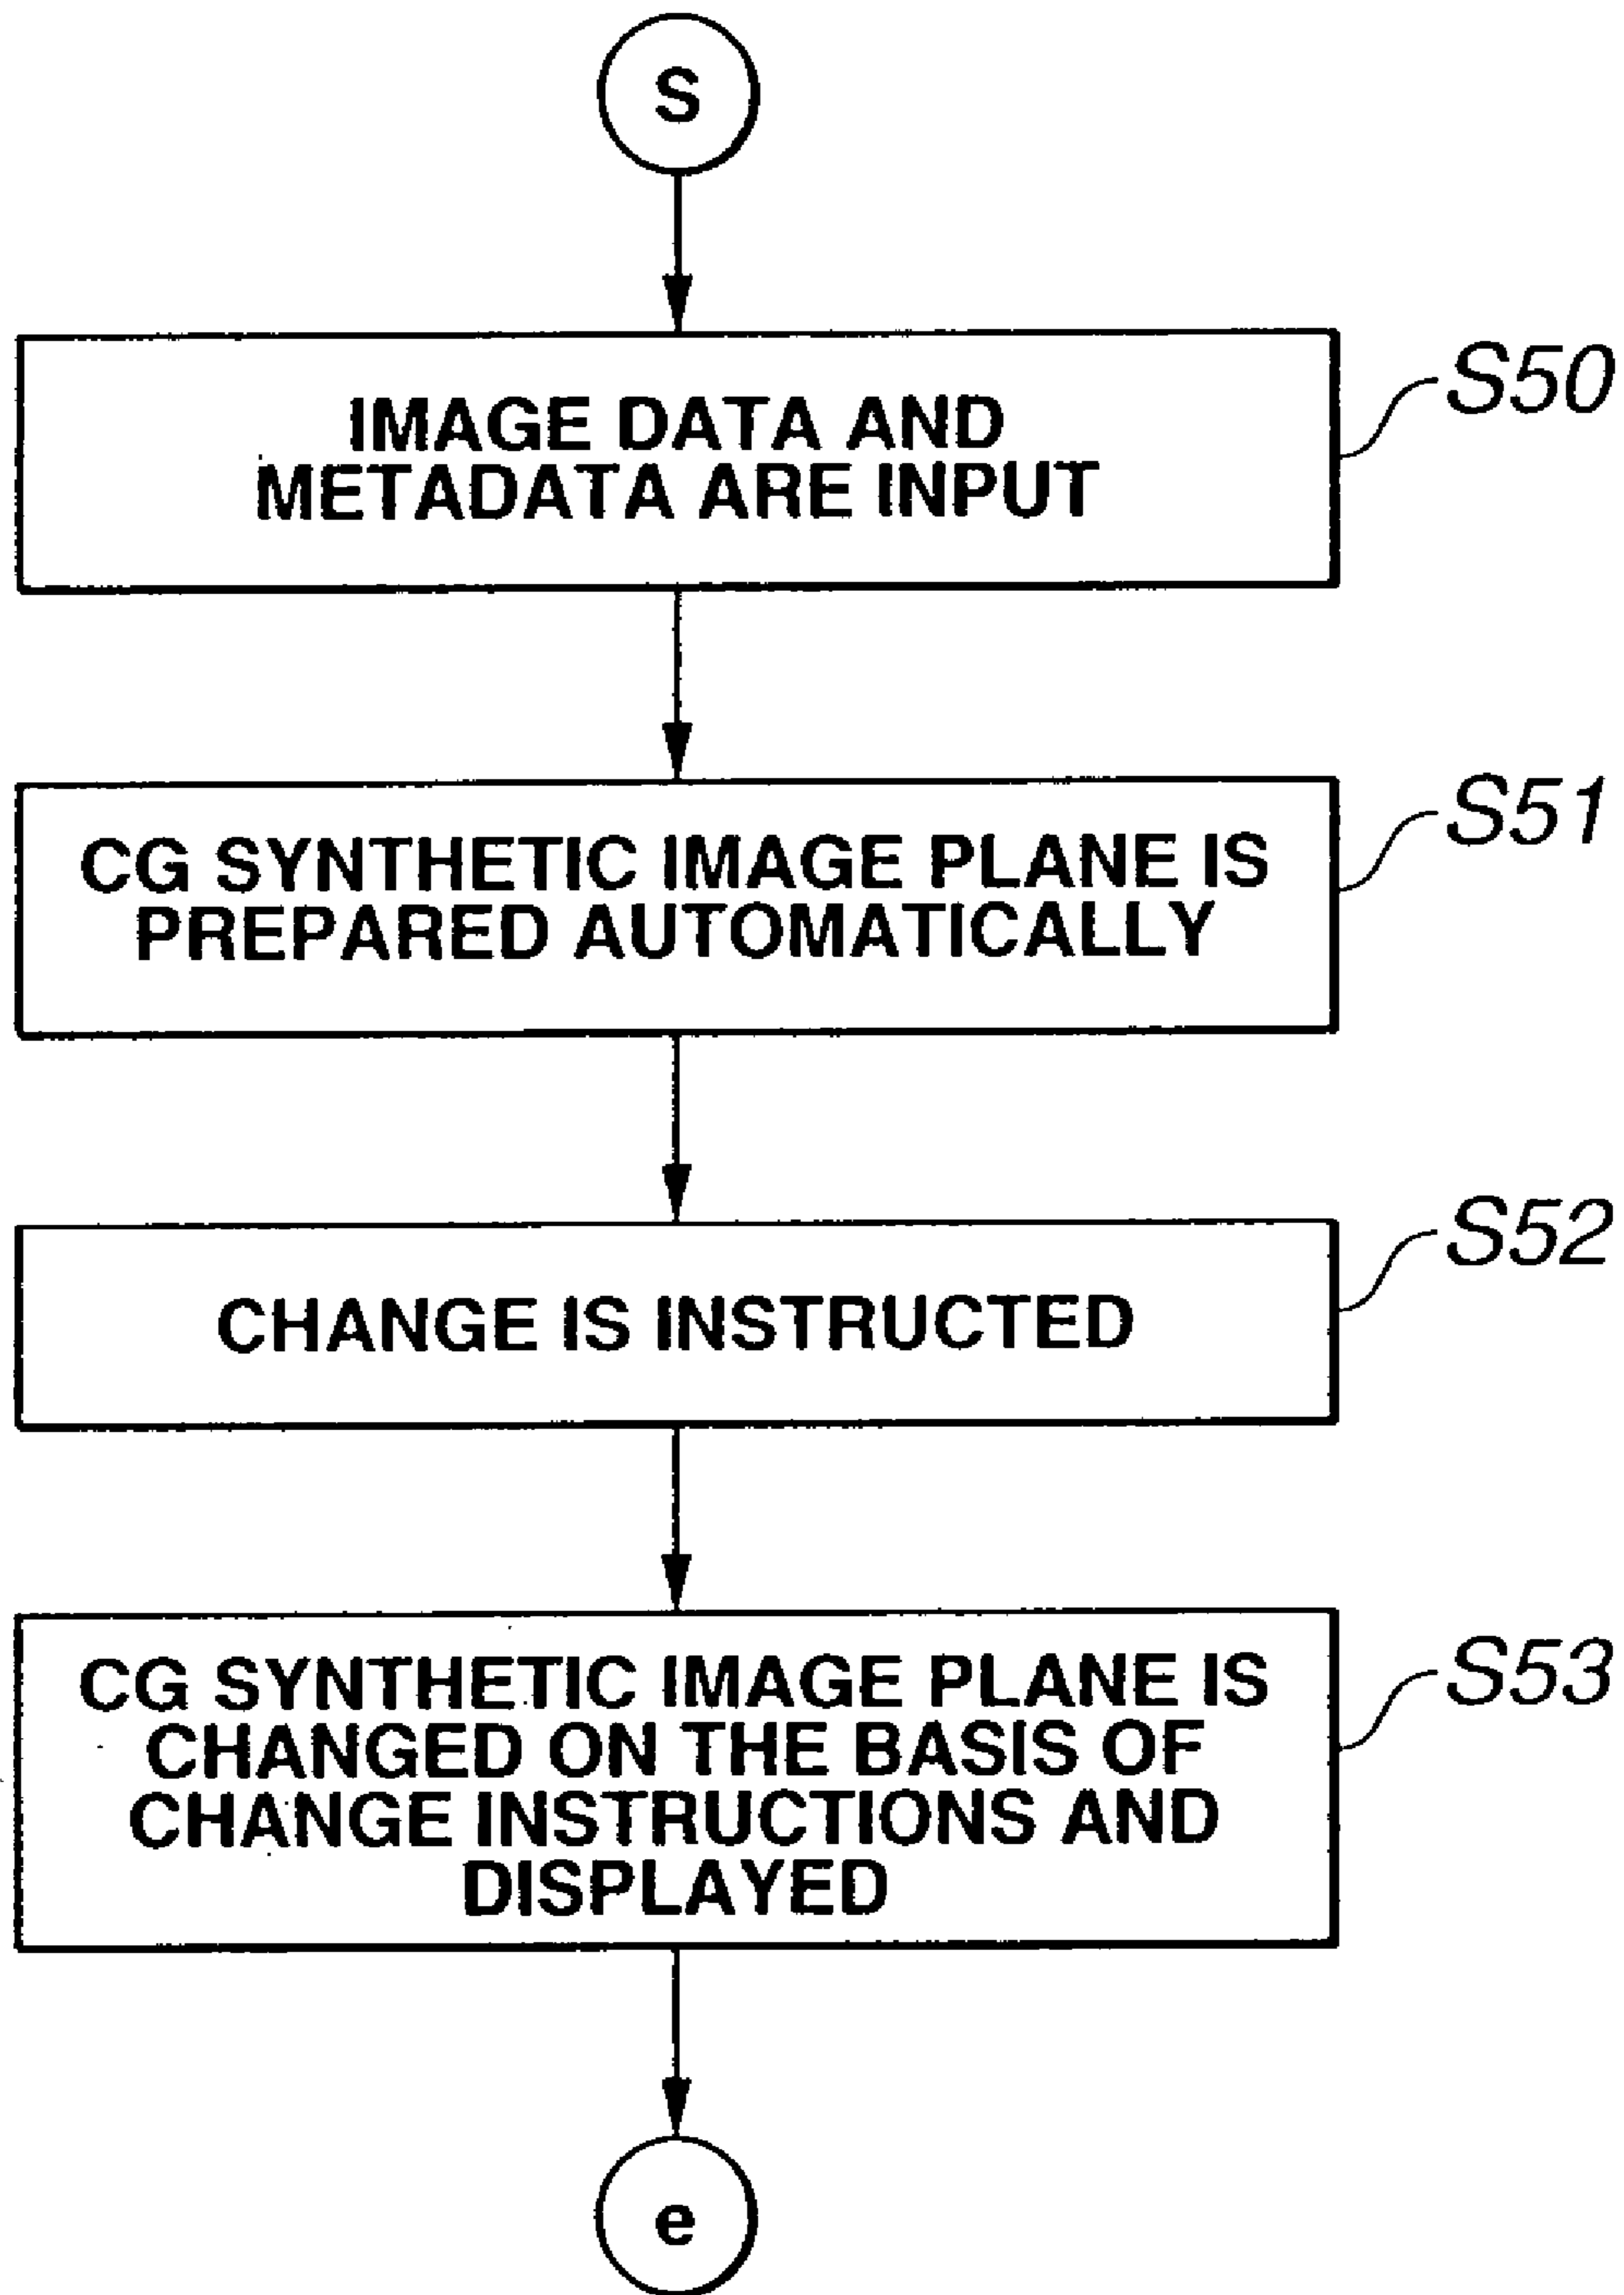 S
IMAGE DATA AND
METADATA ARE INPUT
S50
CG SYNTHETIC IMAGE PLANE IS
PREPARED AUTOMATICALLY
S51
CHANGE IS INSTRUCTED
S52
CG SYNTHETIC IMAGE PLANE IS
CHANGED ON THE BASIS OF
CHANGE INSTRUCTIONS AND
DISPLAYED
S53
e